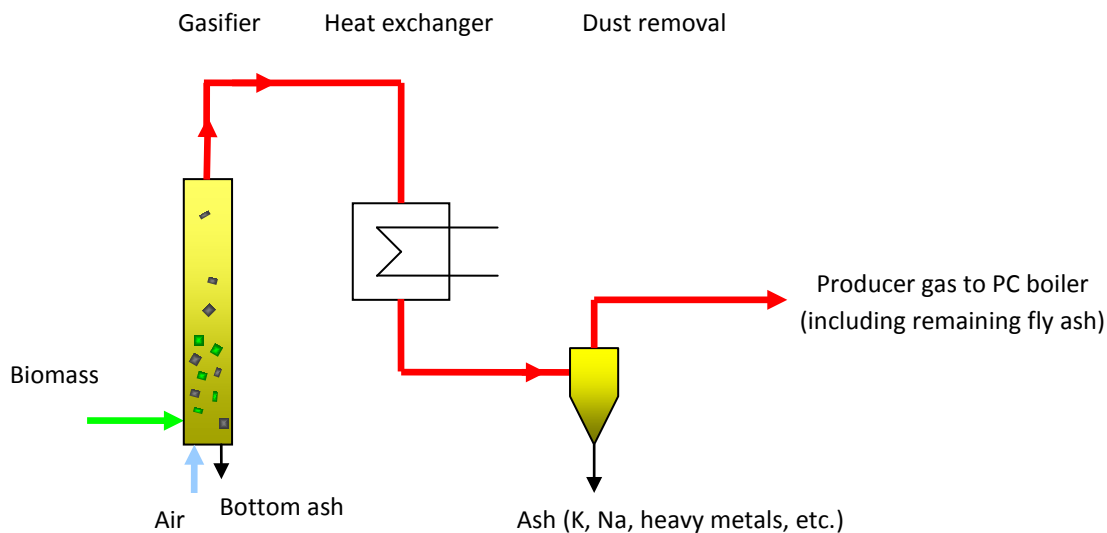 Gasifier
Heat exchanger
Dust removal
Producer gas to PC boiler
(including remaining fly ash)
Biomass
Bottom ash
Air
Ash (K, Na, heavy metals, etc.)